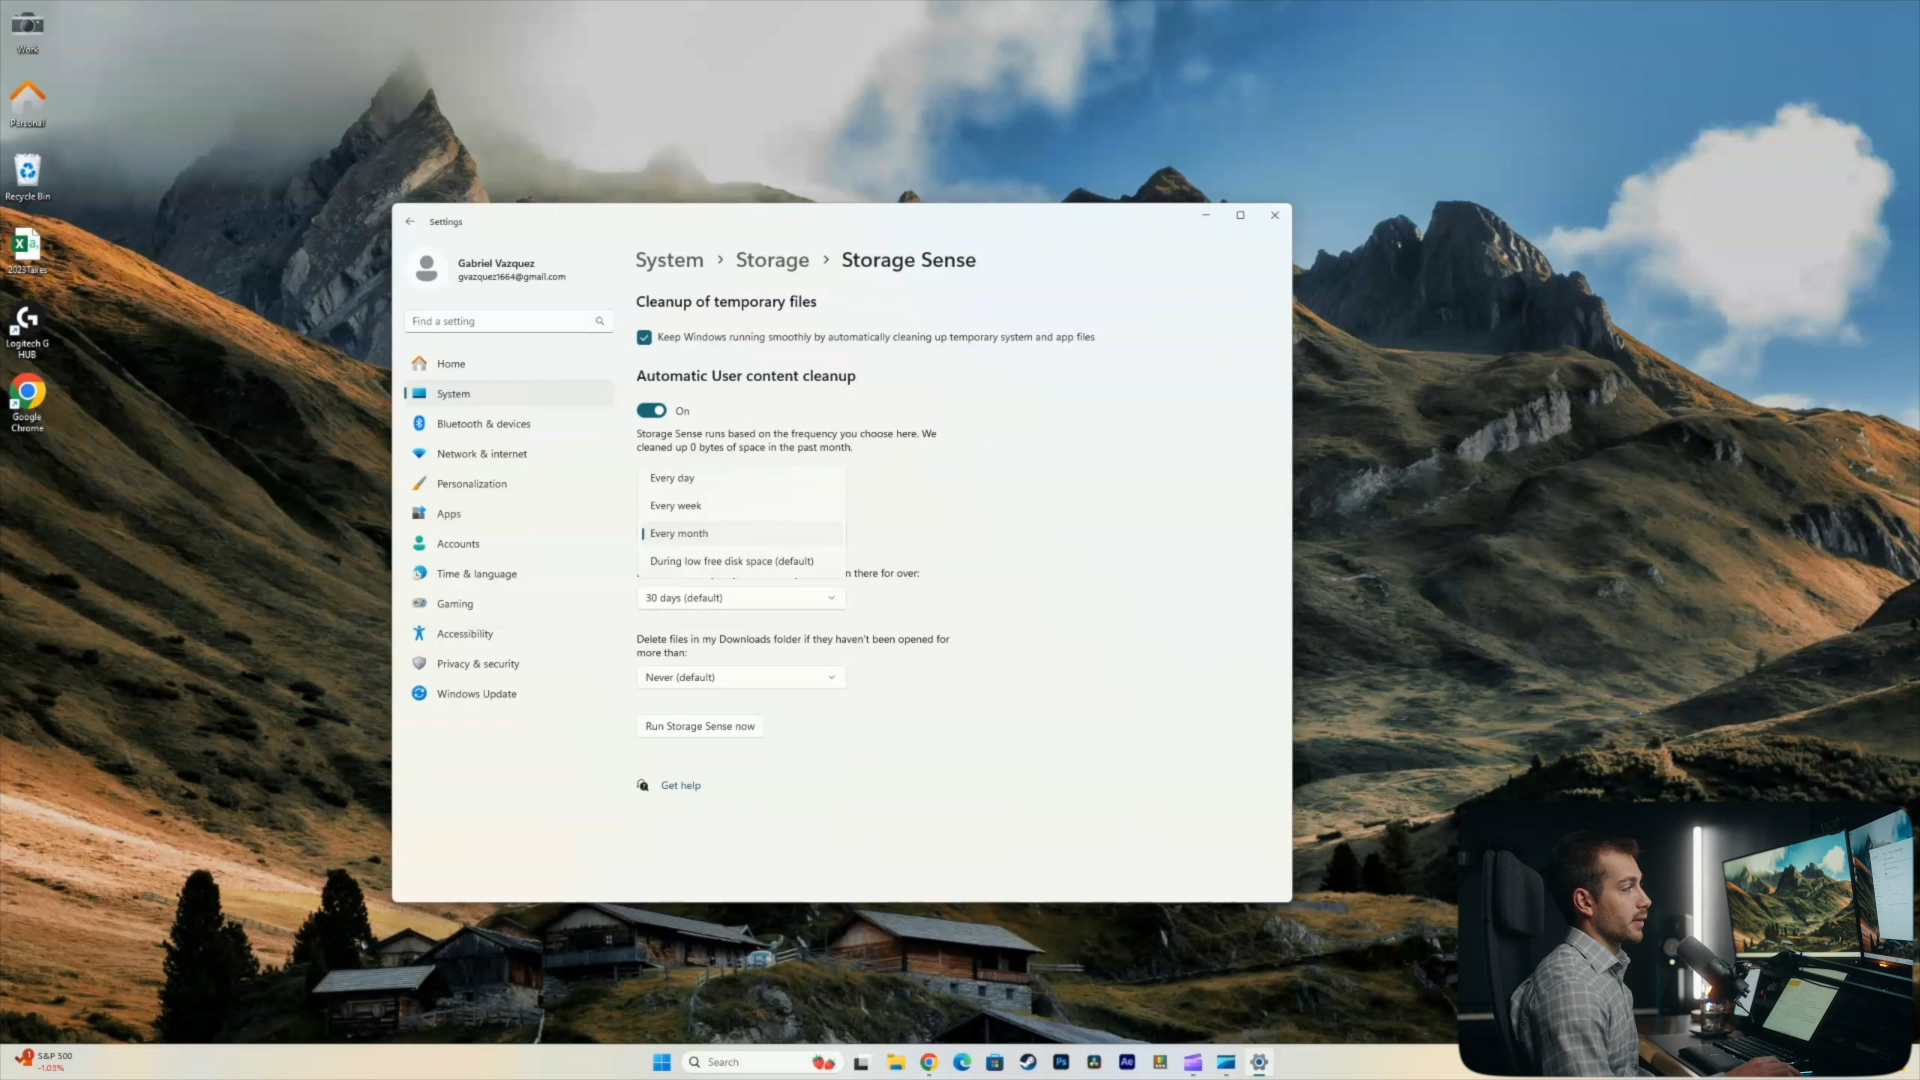 Work
Personal
Recycle Bin
2023Taxes
Logitech G
HUB
Google
Chrome
Settings
Gabriel Vazquez
gvazquez1664@gmail.com
Find a setting
Home
System
Bluetooth & devices
Network & internet
Personalization
Apps
Accounts
Time & language
Gaming
Accessibility
Privacy & security
Windows Update
System > Storage > Storage Sense
Cleanup of temporary files
Keep Windows running smoothly by automatically cleaning up temporary system and app files
Automatic User content cleanup
On
Storage Sense runs based on the frequency you choose here. We
cleaned up 0 bytes of space in the past month.
Every day
Every week
Every month
During low free disk space (default)
n there for over:
30 days (default)
Delete files in my Downloads folder if they haven't been opened for
more than:
Never (default)
Run Storage Sense now
Get help
S&P 500
-1.03%
Search
Ps
Ae